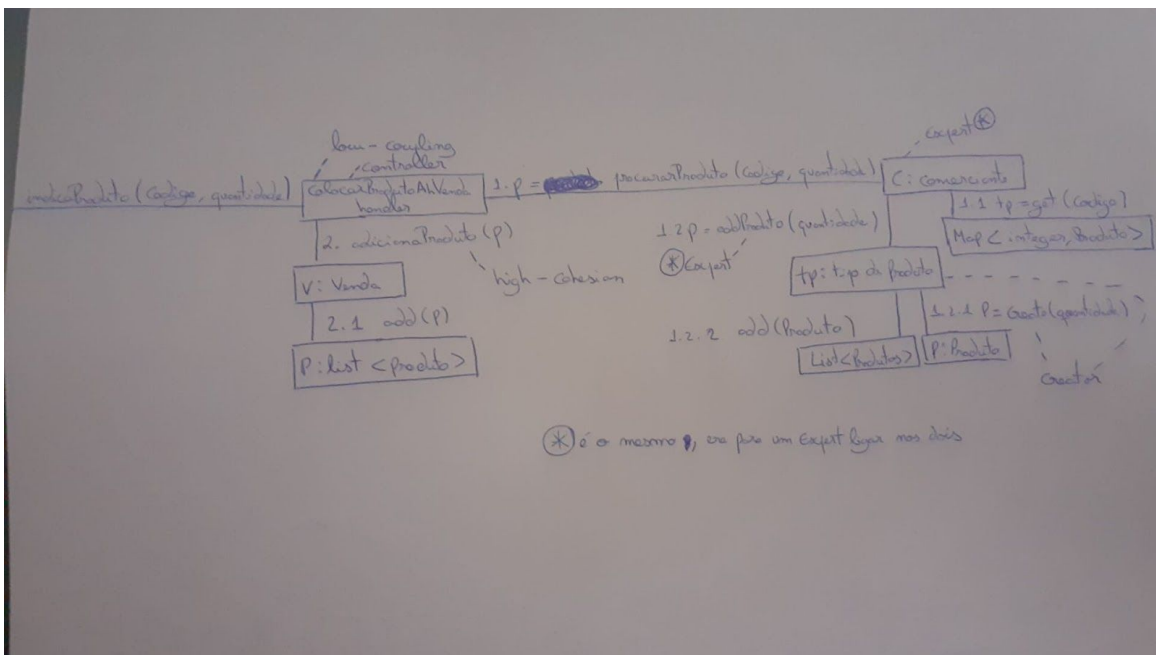 low-coupling
controller
indicaProduto (Codigo, quantidade)
colocarProdutoAhVenda
handler
1. p =
procurarProduto (Codigo, quantidade)
expert *
C: comerciante
1.1 tp = get (Codigo)
Map < integer, Produto >
2. adicionaProduto (p)
high-cohesion
1.2 p = addProduto (quantidade)
* Expert
tp: tipo di Produto
V: Venda
2.1 add (P)
P: list < produto >
1.2.2 add (Produto)
List < Produtos >
1.2.1 P = Create (quantidade)
P: Produto
Creator
* é o mesmo, era para um Expert ligar nos dois